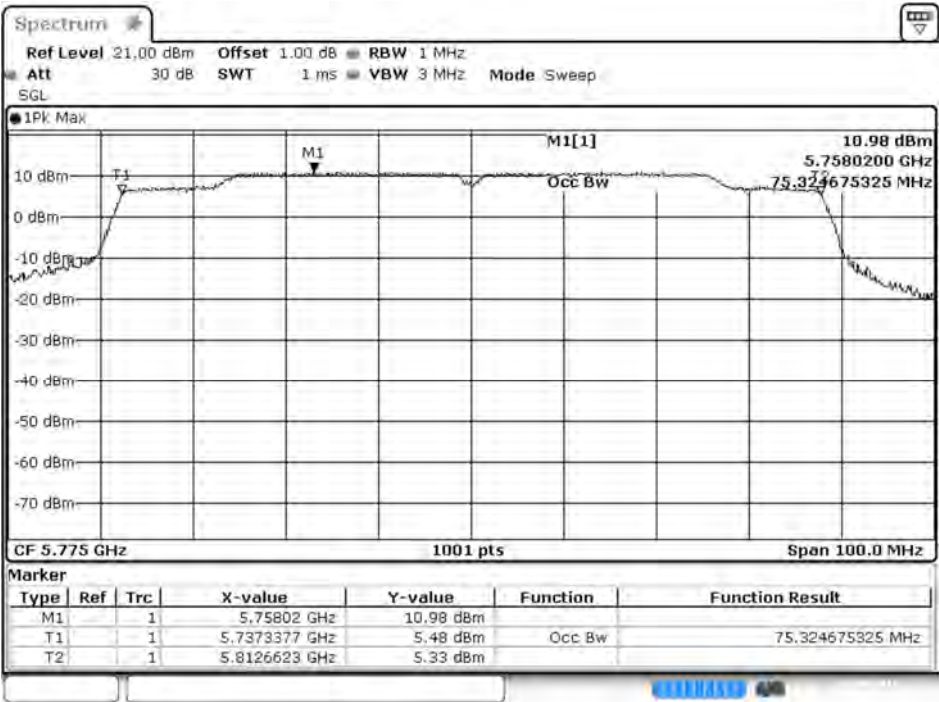 Spectrum
Ref Level 21.00 dBm Offset 1.00 dB RBW 1 MHz
Att 30 dB SWT 1 ms VBW 3 MHz Mode Sweep
SGL
1Pk Max
M1[1] 10.98 dBm
5.7580200 GHz
Occ Bw 75.324675325 MHz
M1
T1
T2
10 dBm
0 dBm
-10 dBm
-20 dBm
-30 dBm
-40 dBm
-50 dBm
-60 dBm
-70 dBm
CF 5.775 GHz 1001 pts Span 100.0 MHz
Marker
Type Ref Trc X-value Y-value Function Function Result
M1 1 5.75802 GHz 10.98 dBm
T1 1 5.7373377 GHz 5.48 dBm Occ Bw 75.324675325 MHz
T2 1 5.8126623 GHz 5.33 dBm